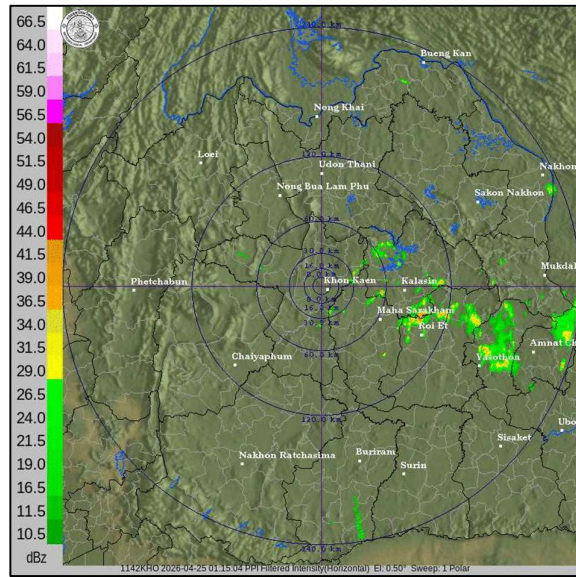 66.5
64.0
61.5
59.0
56.5
54.0
51.5
49.0
46.5
44.0
41.5
39.0
36.5
34.0
31.5
29.0
26.5
24.0
21.5
19.0
16.5
14.5
12.5
10.5
dBz
Bueng Kan
Nong Khai
Loei
Udon Thani
Nakhon
Nong Bua Lam Phu
Sakon Nakhon
Mukdah
Phetchabun
Khon Kaen
Kalasin
Maha Sarakham
Roi Et
Amnat Ch
Chaiyaphum
Yasothon
120.0 km
Sisaket
Ubo
Nakhon Ratchasima
Buriram
Surin
1142KHO 2026-04-25 01:15:04 PPI Filtered Intensity(Horizontal) El: 0.50° Sweep: 1 Polar